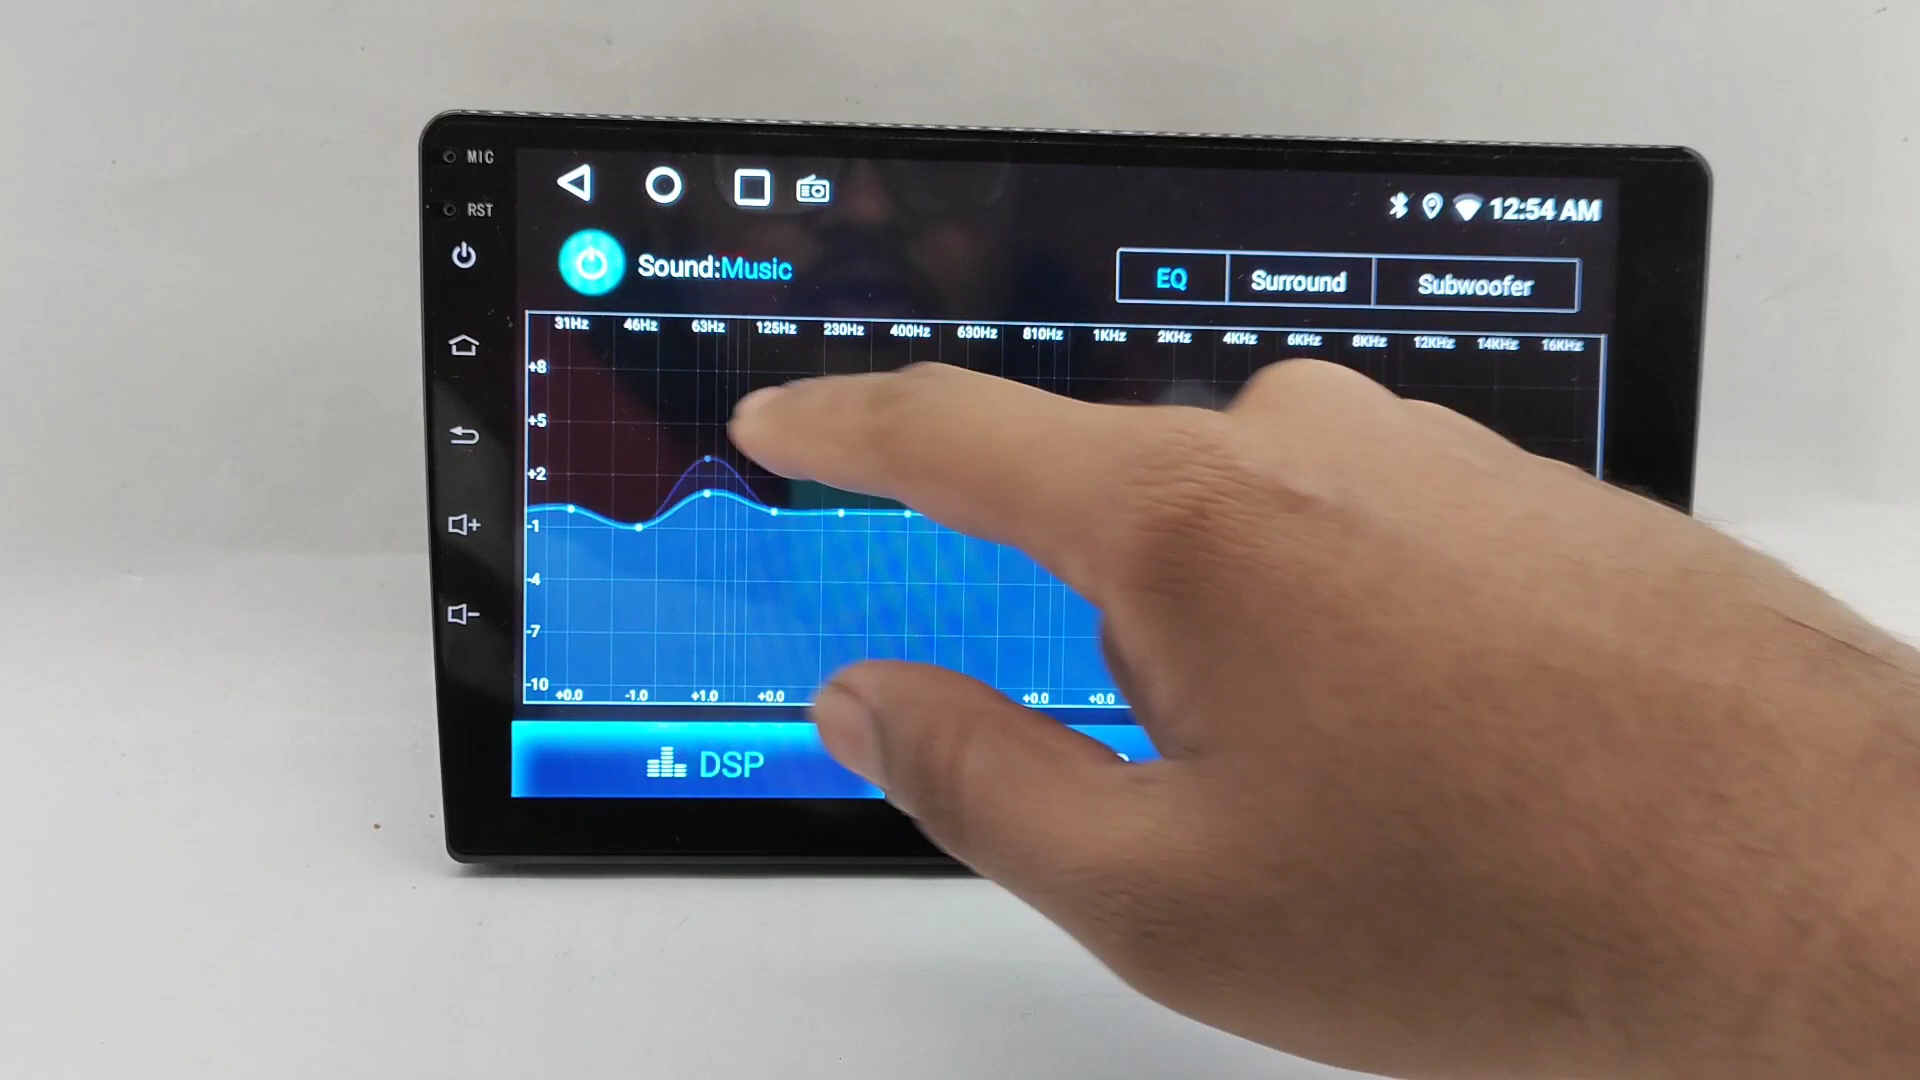 MIC
RST
12:54 AM
Sound:Music
EQ Surround Subwoofer
31Hz 46Hz 63Hz 125Hz 230Hz 400Hz 630Hz 810Hz 1KHz 2KHz 4KHz 6KHz 8KHz 12KHz 14KHz 16KHz
+8
+5
+2
-1
-4
-7
-10
+0.0 -1.0 +1.0 +0.0 +0.0 +0.0
DSP